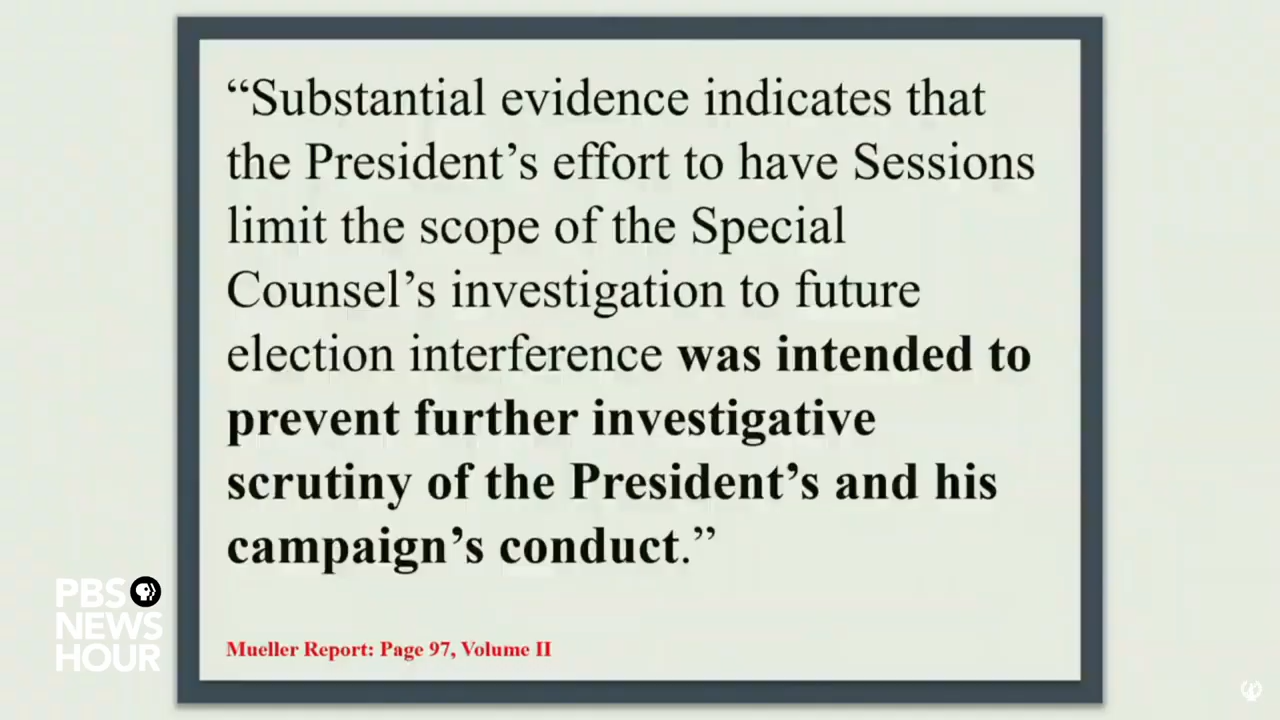 “Substantial evidence indicates that
the President’s effort to have Sessions
limit the scope of the Special
Counsel’s investigation to future
election interference was intended to
prevent further investigative
scrutiny of the President’s and his
campaign’s conduct.”
Mueller Report: Page 97, Volume II
PBS
NEWS
HOUR